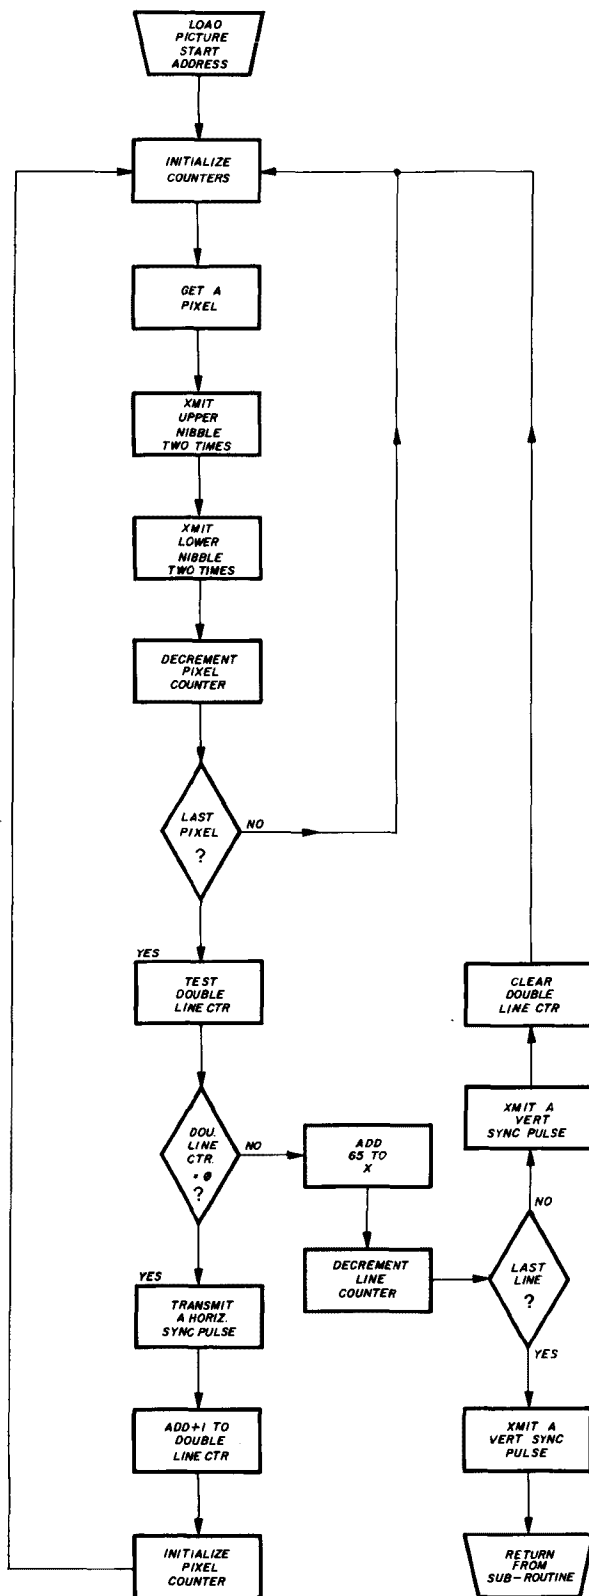 LOAD
PICTURE
START
ADDRESS
INITIALIZE
COUNTERS
GET A
PIXEL
XMIT
UPPER
NIBBLE
TWO TIMES
XMIT
LOWER
NIBBLE
TWO TIMES
DECREMENT
PIXEL
COUNTER
LAST
PIXEL
?
NO
YES
TEST
DOUBLE
LINE CTR
DOU.
LINE
CTR.
= 0
?
NO
YES
TRANSMIT
A HORIZ.
SYNC PULSE
ADD+1 TO
DOUBLE
LINE CTR
INITIALIZE
PIXEL
COUNTER
ADD
65 TO
X
DECREMENT
LINE
COUNTER
LAST
LINE
?
NO
XMIT A
VERT
SYNC PULSE
CLEAR
DOUBLE
LINE CTR
YES
XMIT A
VERT SYNC
PULSE
RETURN
FROM
SUB-ROUTINE